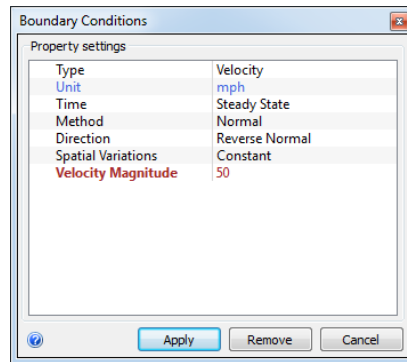 Boundary Conditions
Property settings
Type Velocity
Unit mph
Time Steady State
Method Normal
Direction Reverse Normal
Spatial Variations Constant
Velocity Magnitude 50
Apply Remove Cancel